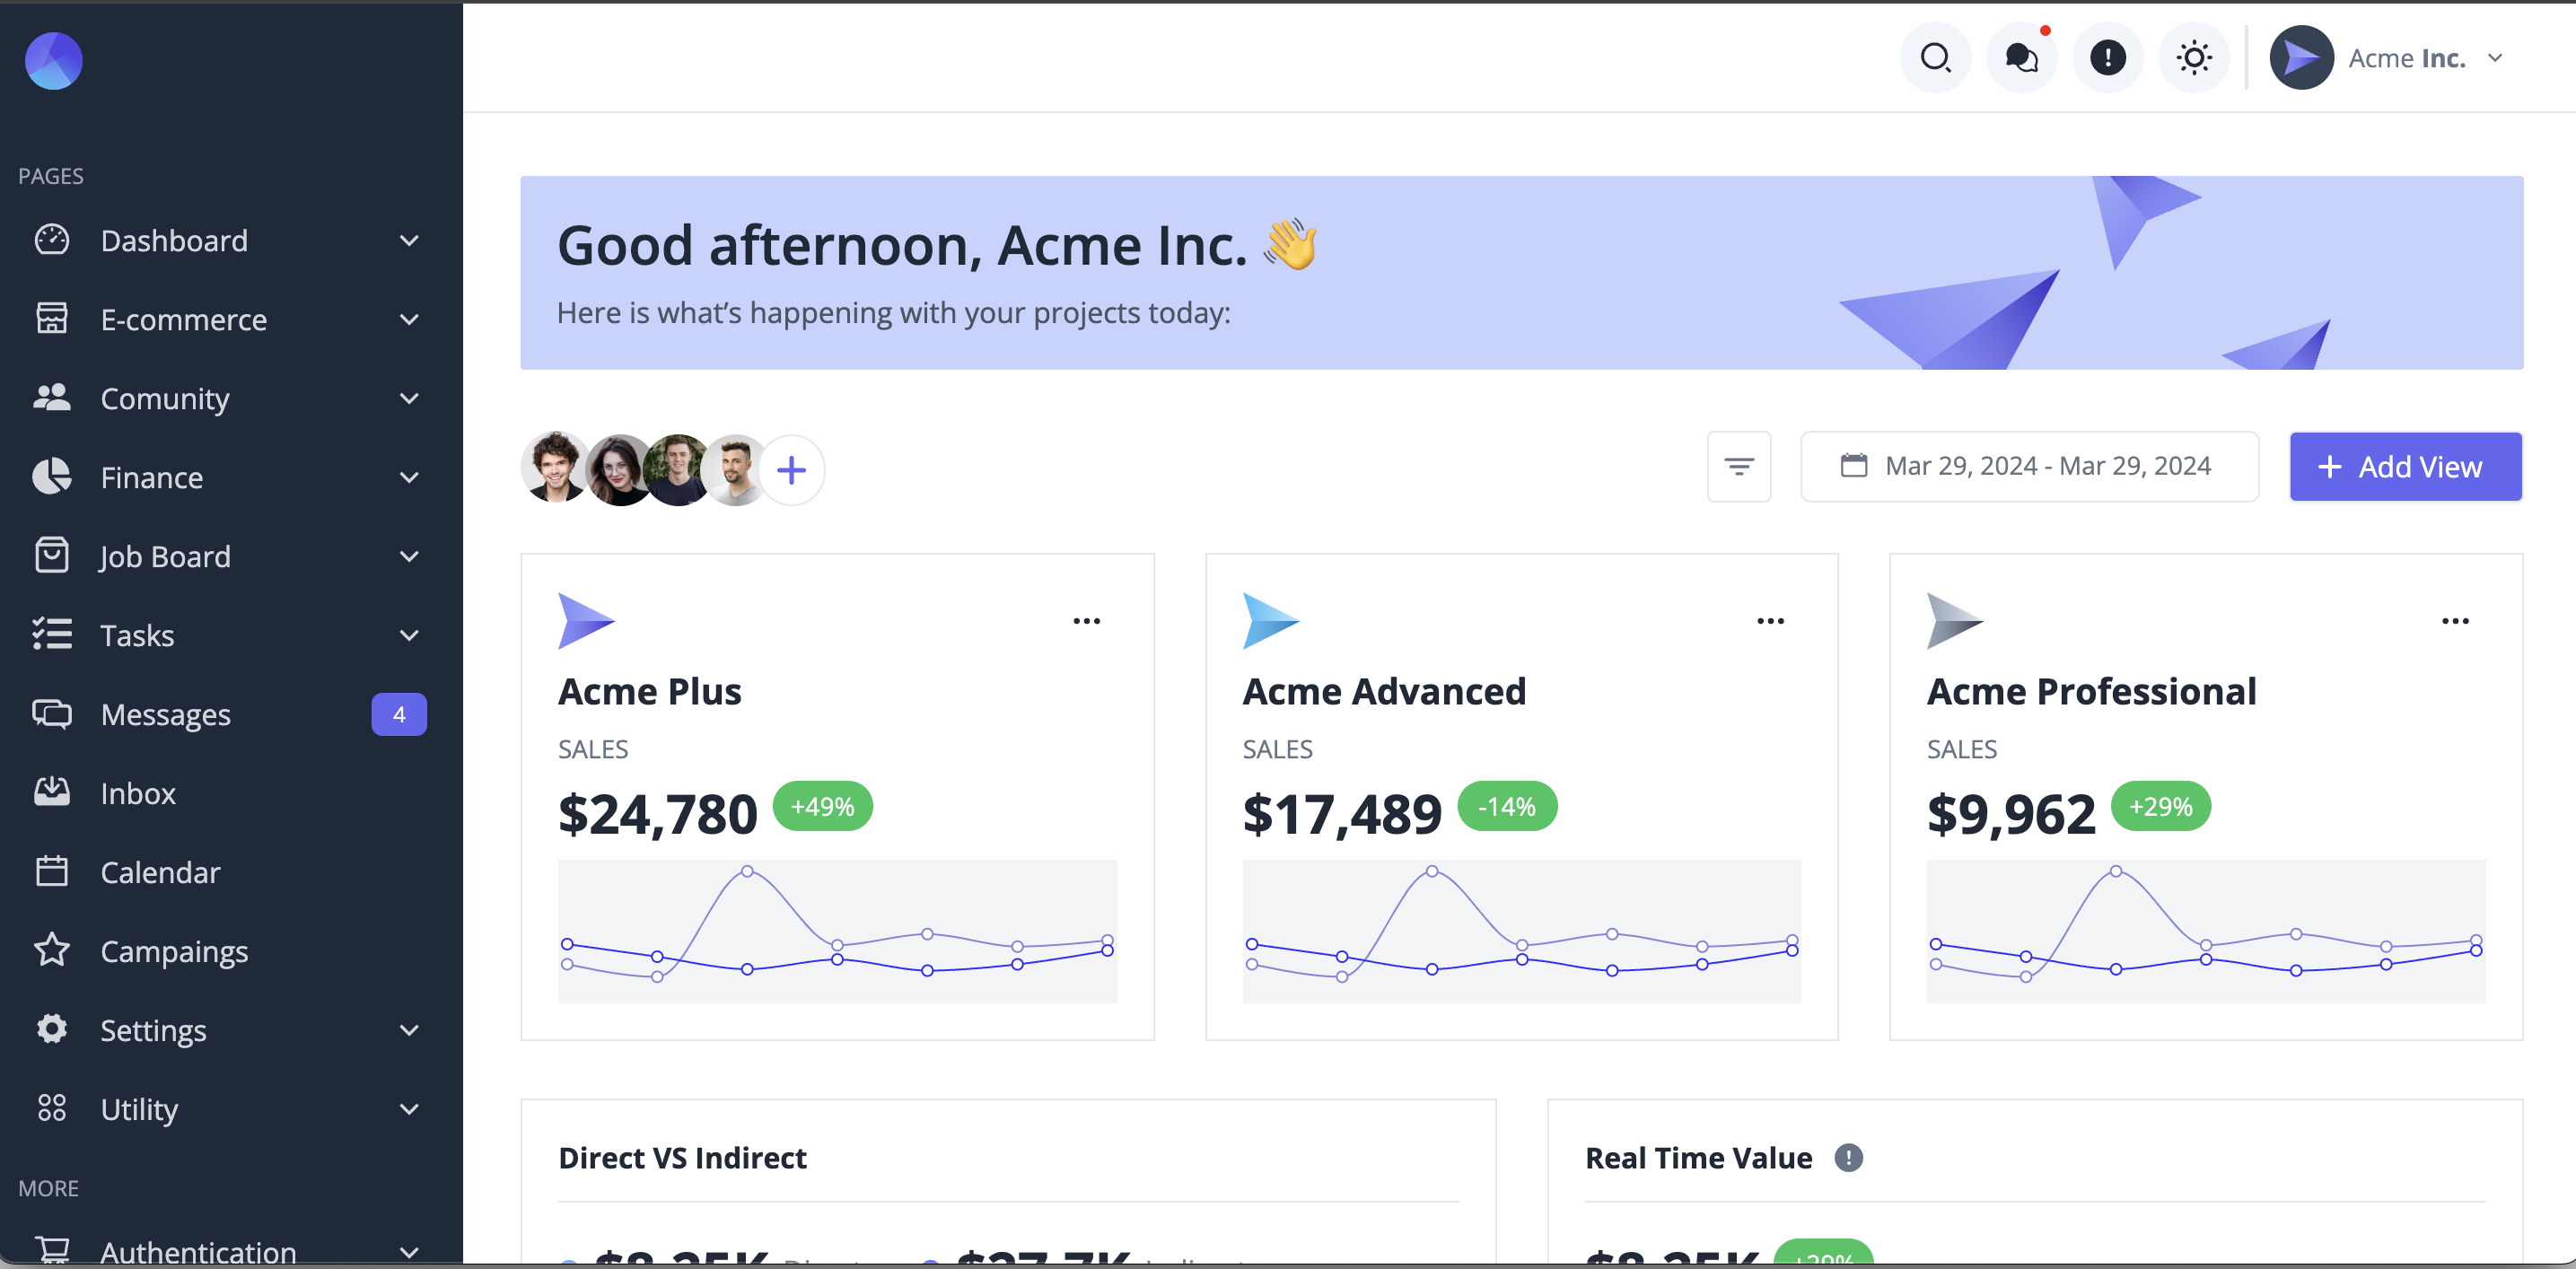 Acme Inc.
PAGES
Dashboard
E-commerce
Comunity
Finance
Job Board
Tasks
Messages 4
Inbox
Calendar
Campaings
Settings
Utility
MORE
Authentication
Good afternoon, Acme Inc. 👋
Here is what’s happening with your projects today:
Mar 29, 2024 - Mar 29, 2024
+ Add View
Acme Plus
SALES
$24,780 +49%
Acme Advanced
SALES
$17,489 -14%
Acme Professional
SALES
$9,962 +29%
Direct VS Indirect
Real Time Value